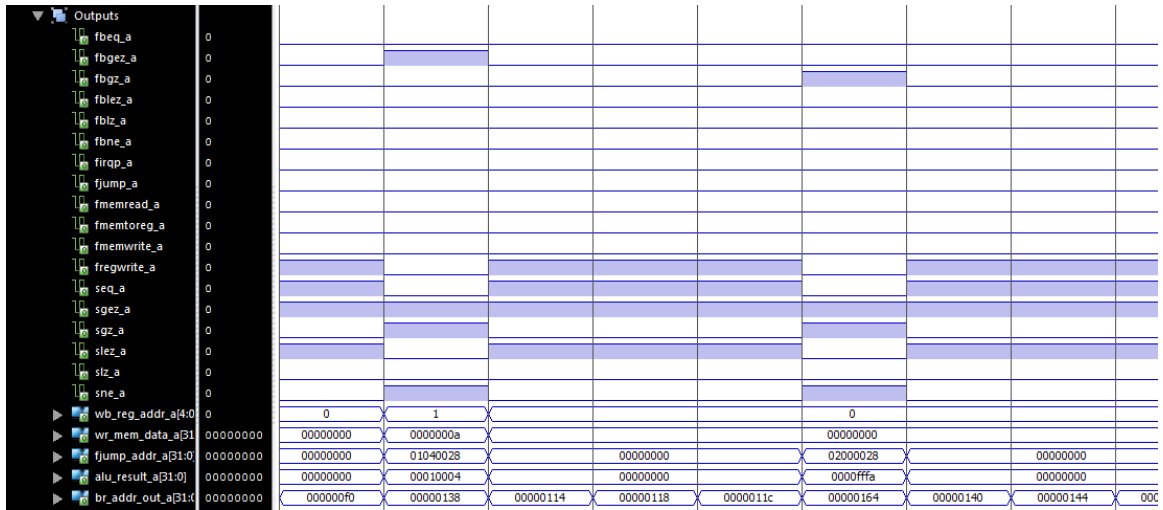 Outputs
fbeq_a 0
fbgez_a 0
fbgz_a 0
fblez_a 0
fblz_a 0
fbne_a 0
firqp_a 0
fjump_a 0
fmemread_a 0
fmemtoreg_a 0
fmemwrite_a 0
fregwrite_a 0
seq_a 0
sgez_a 0
sgz_a 0
slez_a 0
slz_a 0
sne_a 0
wb_reg_addr_a[4:0 0 0 1 0
wr_mem_data_a[31 00000000 00000000 0000000a 00000000
fjump_addr_a[31:0] 00000000 00000000 01040028 00000000 02000028 00000000
alu_result_a[31:0] 00000000 00000000 00010004 00000000 0000fffa 00000000
br_addr_out_a[31:( 00000000 000000f0 00000138 00000114 00000118 0000011c 00000164 00000140 00000144 000